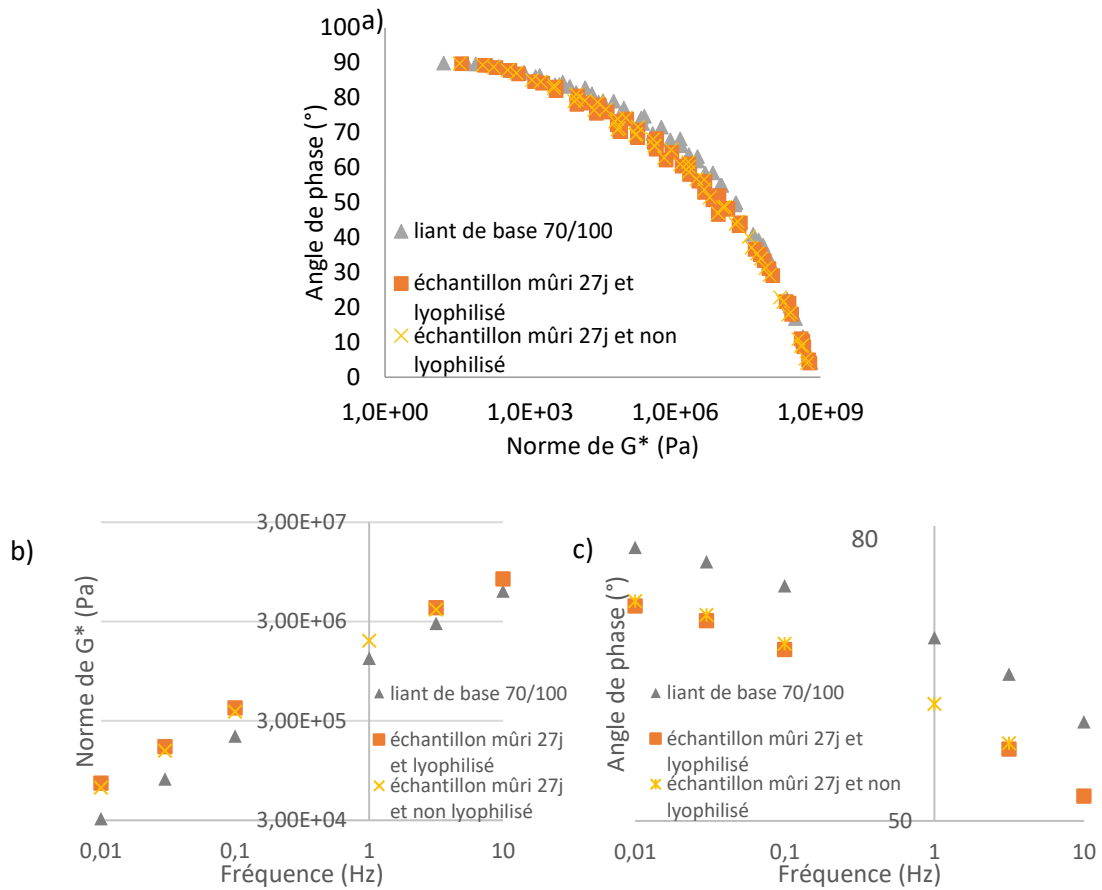 a)
100
90
80
70
60
50
40
30
20
10
0
Angle de phase (°)
liant de base 70/100
échantillon mûri 27j et
lyophilisé
échantillon mûri 27j et non
lyophilisé
1,0E+00
1,0E+03
1,0E+06
1,0E+09
Norme de G* (Pa)
b)
Norme de G* (Pa)
3,00E+07
3,00E+06
3,00E+05
3,00E+04
liant de base 70/100
échantillon mûri 27j
et lyophilisé
échantillon mûri 27j
et non lyophilisé
0,01
0,1
1
10
Fréquence (Hz)
c)
Angle de phase (°)
80
50
liant de base 70/100
échantillon mûri 27j et
lyophilisé
échantillon mûri 27j et non
lyophilisé
0,01
0,1
1
10
Fréquence (Hz)